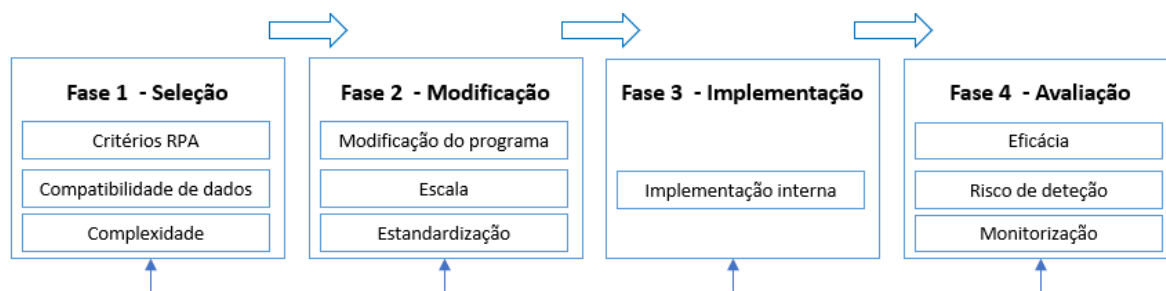 Fase 1 - Seleção
Critérios RPA
Compatibilidade de dados
Complexidade
Fase 2 - Modificação
Modificação do programa
Escala
Estandardização
Fase 3 - Implementação
Implementação interna
Fase 4 - Avaliação
Eficácia
Risco de deteção
Monitorização